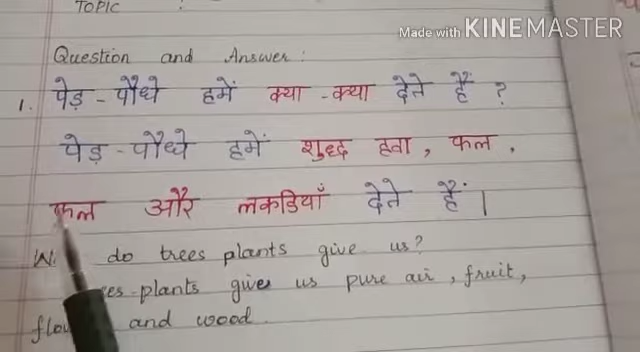 TOPIC
Made with KINEMASTER
Question and Answer:
1. पेड़ - पौधे हमें क्या - क्या देते हैं ?
पेड़ - पौधे हमें शुद्ध हवा, फल,
और लकडियाँ देते हैं |
do trees plants give us?
plants gives us pure air, fruit,
and wood.